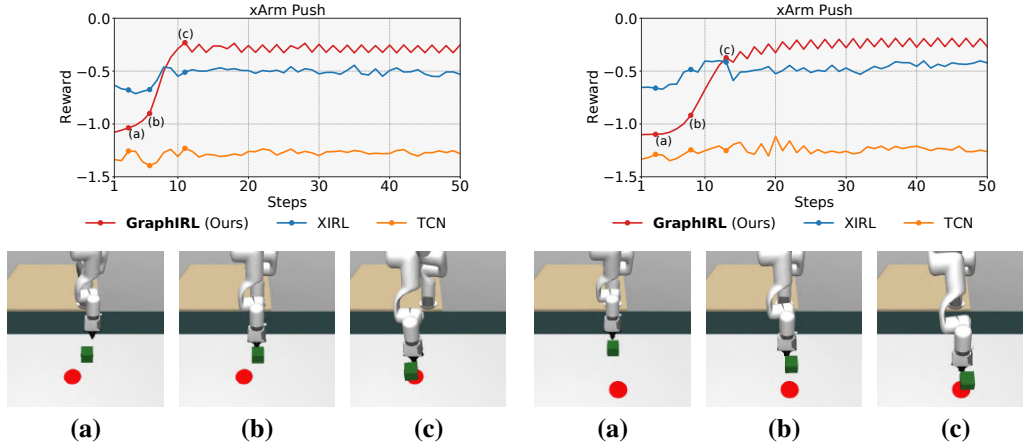 xArm Push
Reward
0.0
−0.5
−1.0
−1.5
(a)
(b)
(c)
1 10 20 30 40 50
Steps
GraphIRL (Ours) XIRL TCN
(a) (b) (c)
xArm Push
Reward
0.0
−0.5
−1.0
−1.5
(a)
(b)
(c)
1 10 20 30 40 50
Steps
GraphIRL (Ours) XIRL TCN
(a) (b) (c)